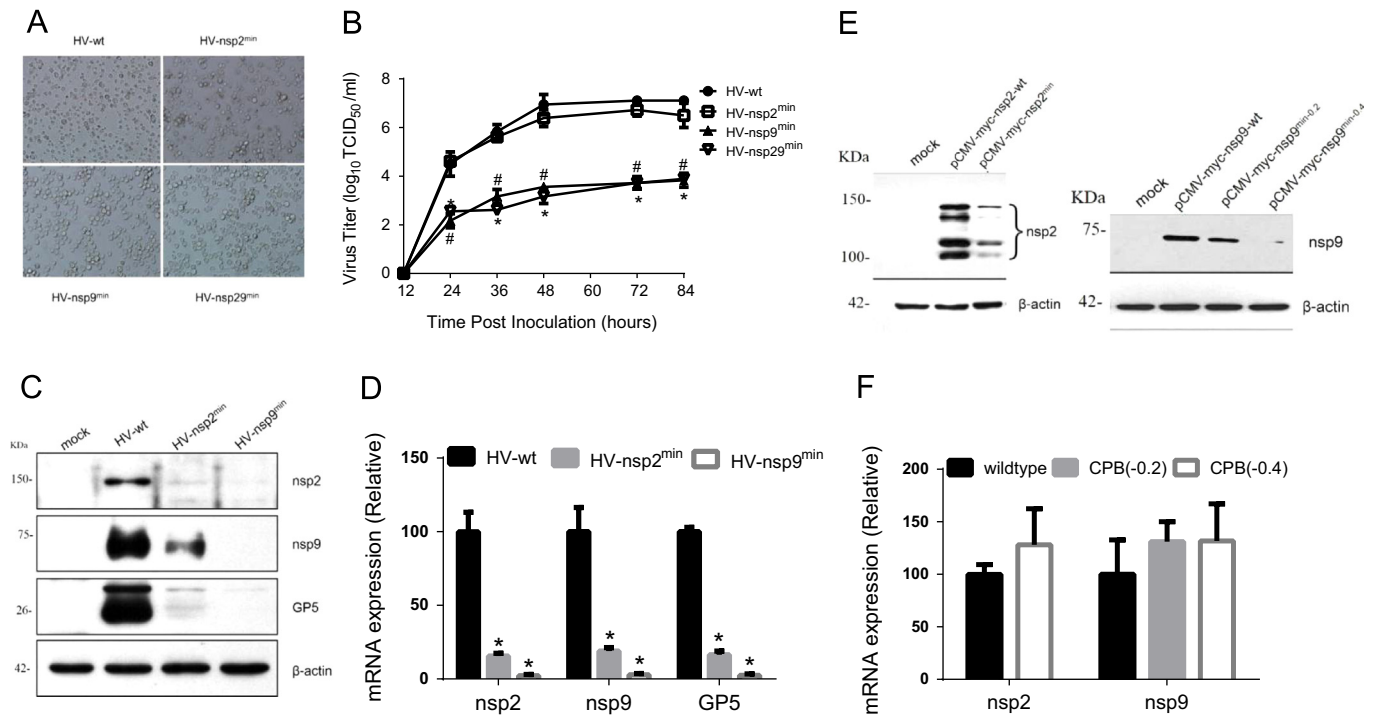 A
HV-wt HV-nsp2min
HV-nsp9min HV-nsp29min
B
Virus Titer (log10 TCID50/ml)
8
6
4
2
0
12 24 36 48 60 72 84
Time Post Inoculation (hours)
HV-wt
HV-nsp2min
HV-nsp9min
HV-nsp29min
* # # # # #
# * * * *
C
KDa mock HV-wt HV-nsp2min HV-nsp9min
150- nsp2
75- nsp9
26- GP5
42- β-actin
D
mRNA expression (Relative)
HV-wt HV-nsp2min HV-nsp9min
150
100
50
0
* * * * * *
nsp2 nsp9 GP5
E
KDa mock pCMV-myc-nsp2-wt pCMV-myc-nsp2min
150-
nsp2
100-
42- β-actin
KDa mock pCMV-myc-nsp9-wt pCMV-myc-nsp9min-0.2 pCMV-myc-nsp9min-0.4
75- nsp9
42- β-actin
F
mRNA expression (Relative)
wildtype CPB(-0.2) CPB(-0.4)
200
150
100
50
0
nsp2 nsp9